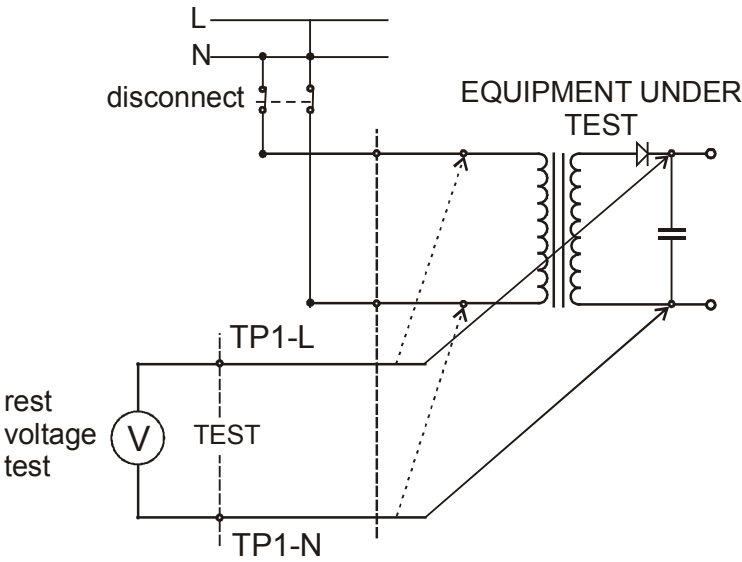 L
N
disconnect
EQUIPMENT UNDER
TEST
TP1-L
rest
voltage
test
V
TEST
TP1-N